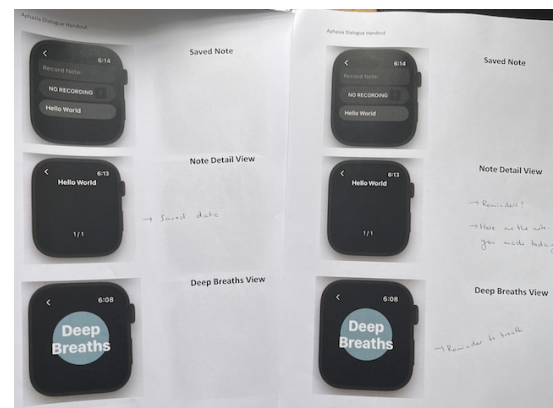 Aphasia Dialogue Handout
6:14
Saved Note
Record Note
NO RECORDING
Hello World
6:13
Note Detail View
Hello World
→ Saved date
1/1
Deep Breaths View
6:08
Deep
Breaths
Aphasia Dialogue Handout
6:14
Saved Note
Record Note
NO RECORDING
Hello World
Note Detail View
6:13
Hello World
→ Reminders!
→ Here are the note
1/1
you made today
Deep Breaths View
6:08
Deep
Breaths
→ Reminder to breath